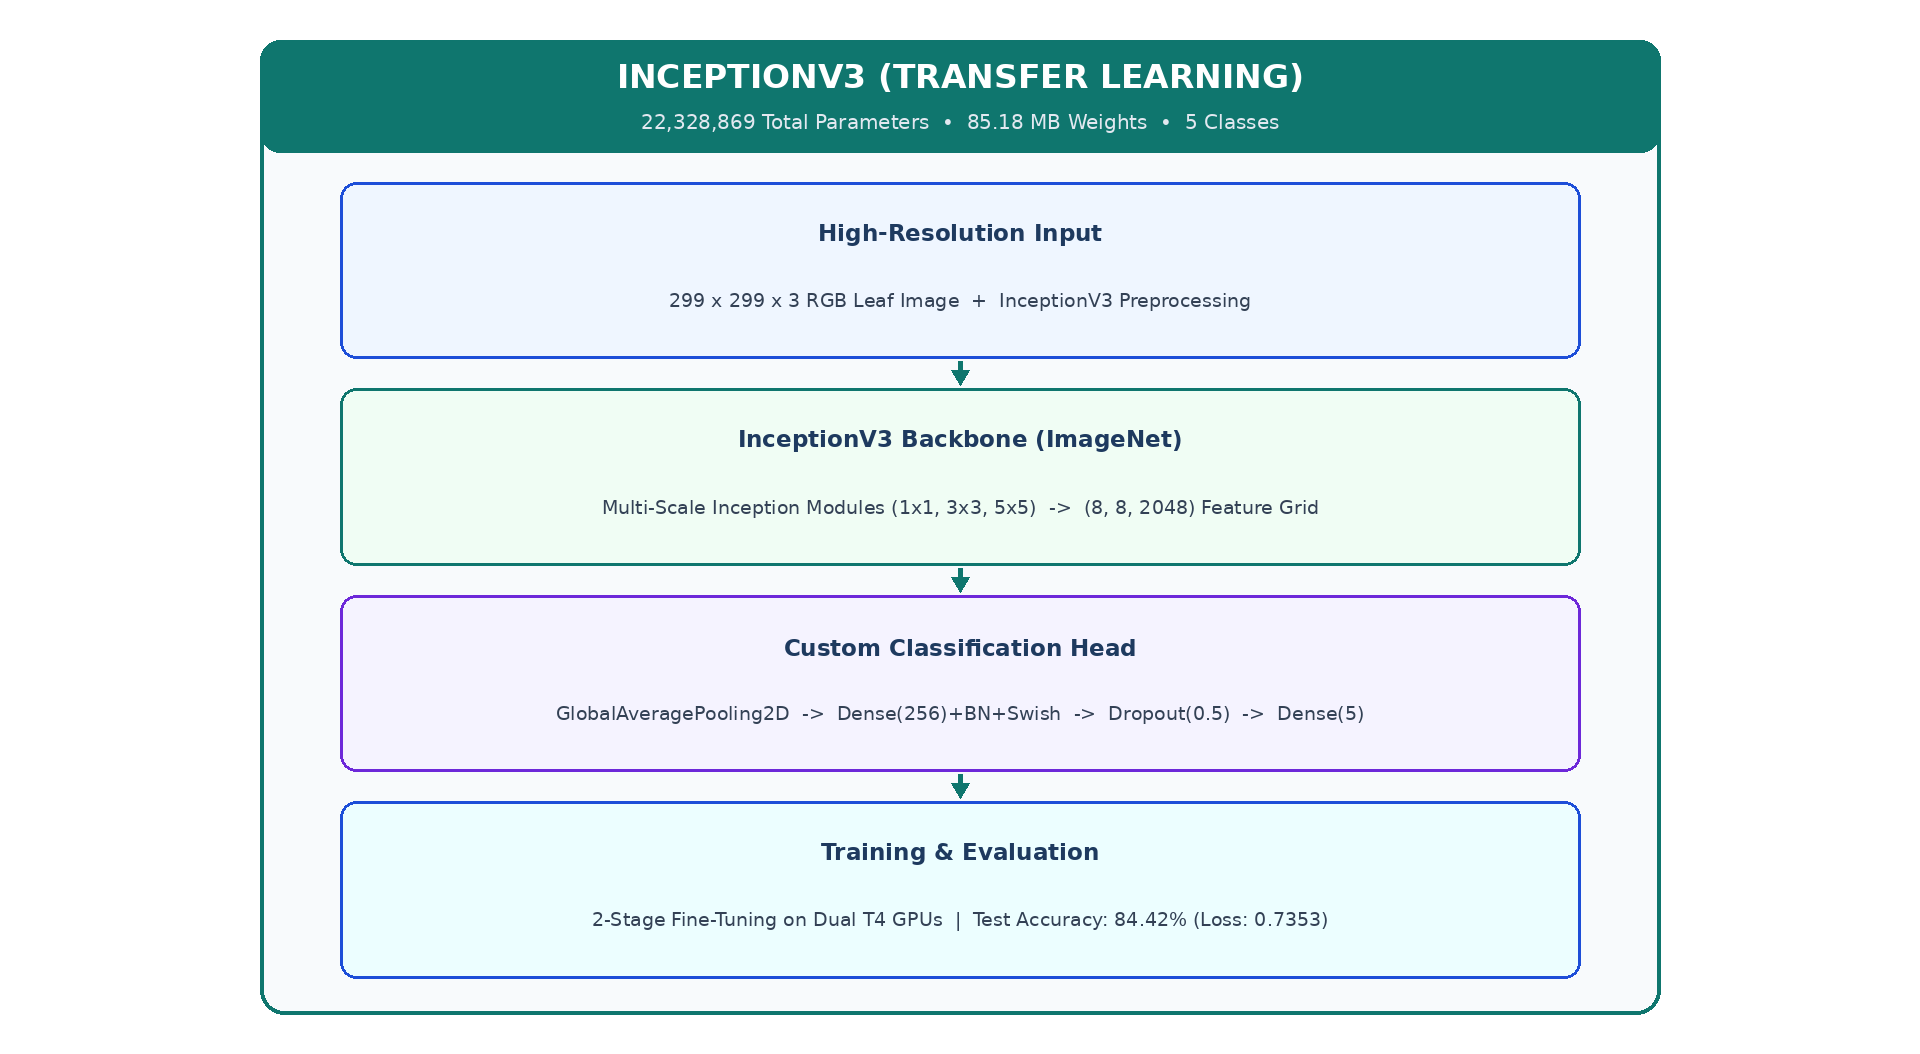 INCEPTIONV3 (TRANSFER LEARNING)
22,328,869 Total Parameters • 85.18 MB Weights • 5 Classes
High-Resolution Input
299 x 299 x 3 RGB Leaf Image + InceptionV3 Preprocessing
InceptionV3 Backbone (ImageNet)
Multi-Scale Inception Modules (1x1, 3x3, 5x5) -> (8, 8, 2048) Feature Grid
Custom Classification Head
GlobalAveragePooling2D -> Dense(256)+BN+Swish -> Dropout(0.5) -> Dense(5)
Training & Evaluation
2-Stage Fine-Tuning on Dual T4 GPUs | Test Accuracy: 84.42% (Loss: 0.7353)